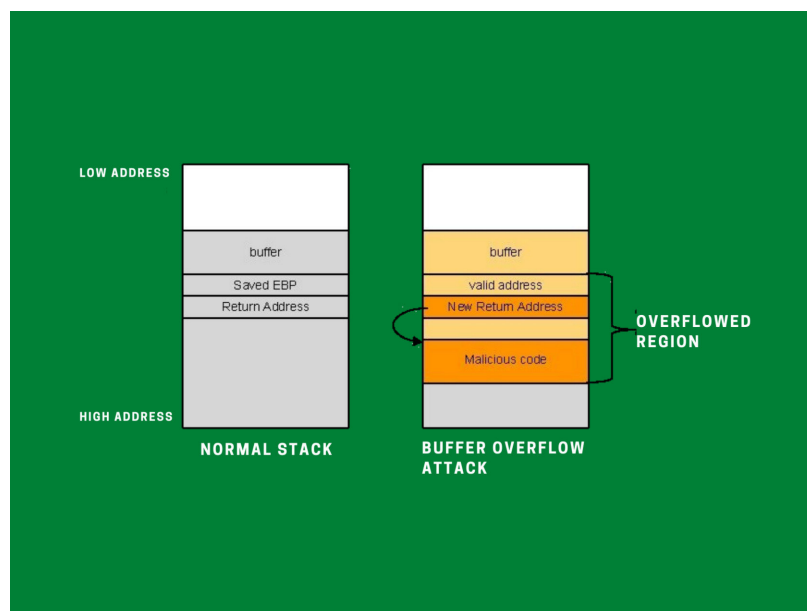 LOW ADDRESS
buffer
Saved EBP
Return Address
HIGH ADDRESS
NORMAL STACK
buffer
valid address
New Return Address
Malicious code
OVERFLOWED
REGION
BUFFER OVERFLOW
ATTACK